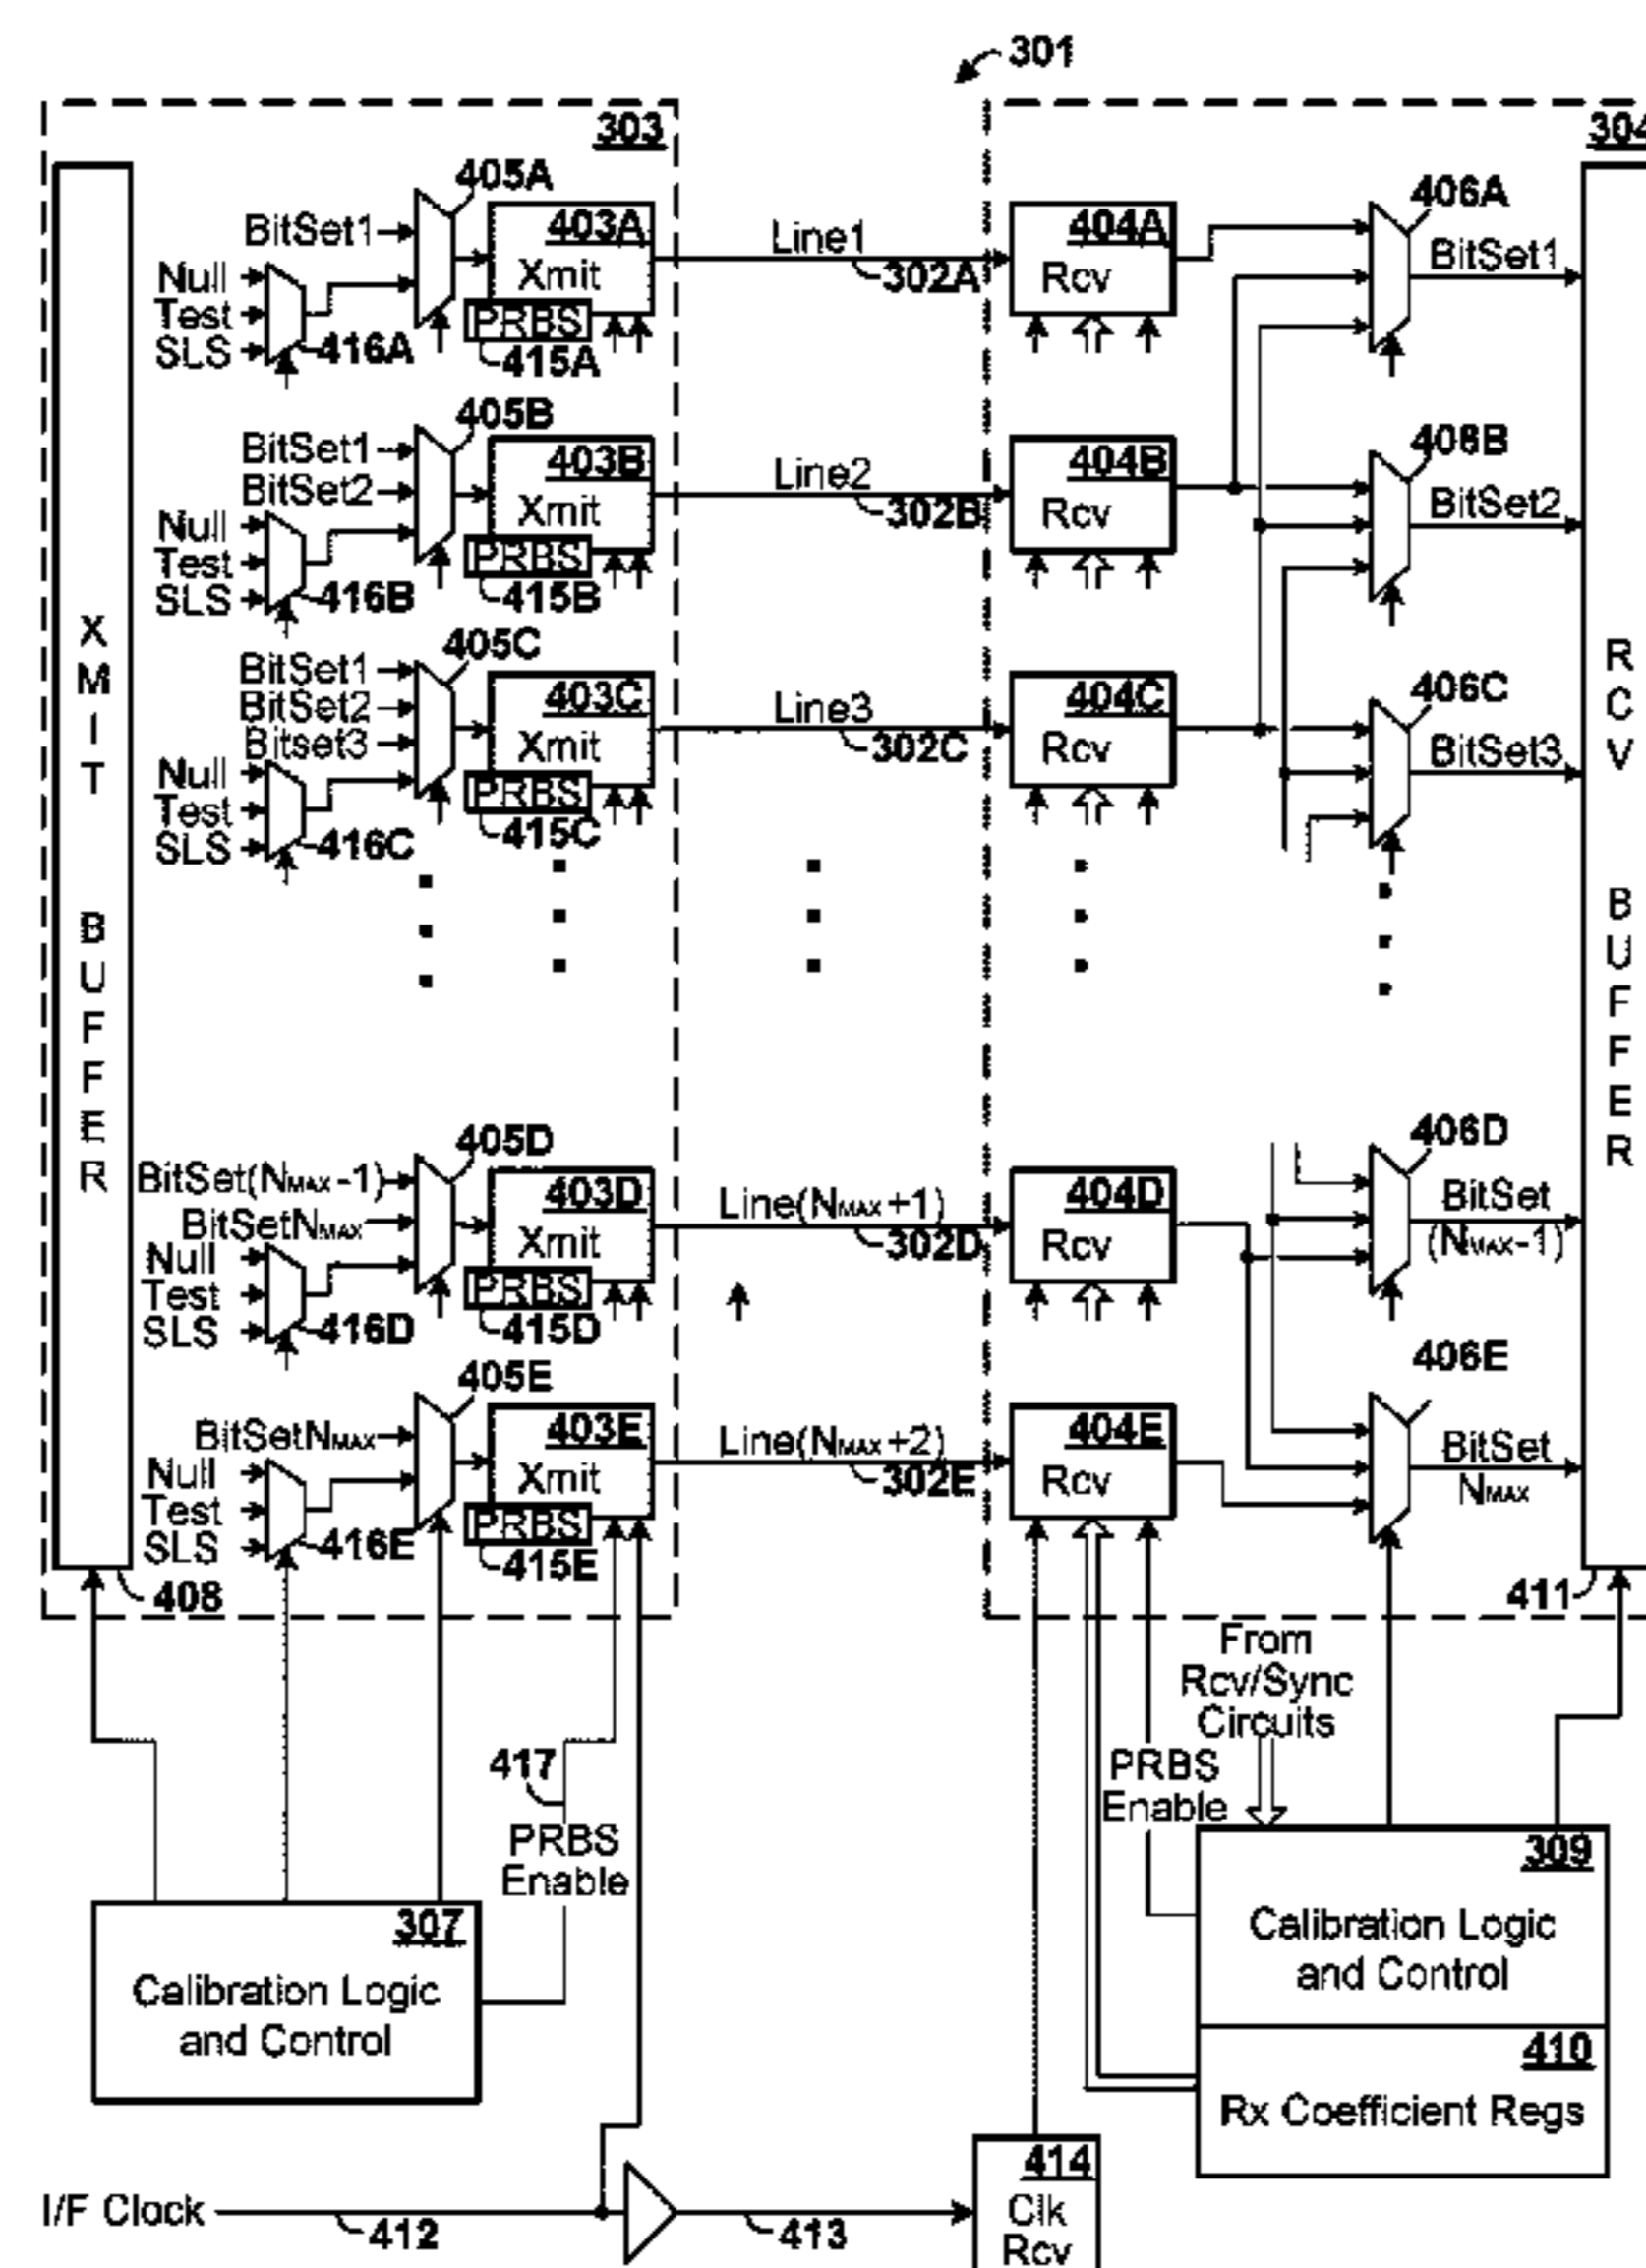 301
303
304
405A
BitSet1
403A
Xmit
Null
Test
SLS
416A
PRBS
415A
Line1
302A
404A
Rcv
406A
BitSet1
405B
BitSet1
BitSet2
403B
Xmit
Null
Test
SLS
416B
PRBS
415B
Line2
302B
404B
Rcv
406B
BitSet2
405C
BitSet1
BitSet2
Bitset3
403C
Xmit
Null
Test
SLS
416C
PRBS
415C
Line3
302C
404C
Rcv
406C
BitSet3
XMIT BUFFER
RCV BUFFER
405D
BitSet(NMAX-1)
BitSetNMAX
403D
Xmit
Null
Test
SLS
416D
PRBS
415D
Line(NMAX+1)
302D
404D
Rcv
406D
BitSet
(NMAX-1)
405E
BitSetNMAX
403E
Xmit
Null
Test
SLS
416E
PRBS
415E
Line(NMAX+2)
302E
404E
Rcv
406E
BitSet
NMAX
408
411
From
Rcv/Sync
Circuits
417
PRBS
Enable
PRBS
Enable
307
Calibration Logic
and Control
309
Calibration Logic
and Control
410
Rx Coefficient Regs
I/F Clock
412
413
414
Clk
Rcv